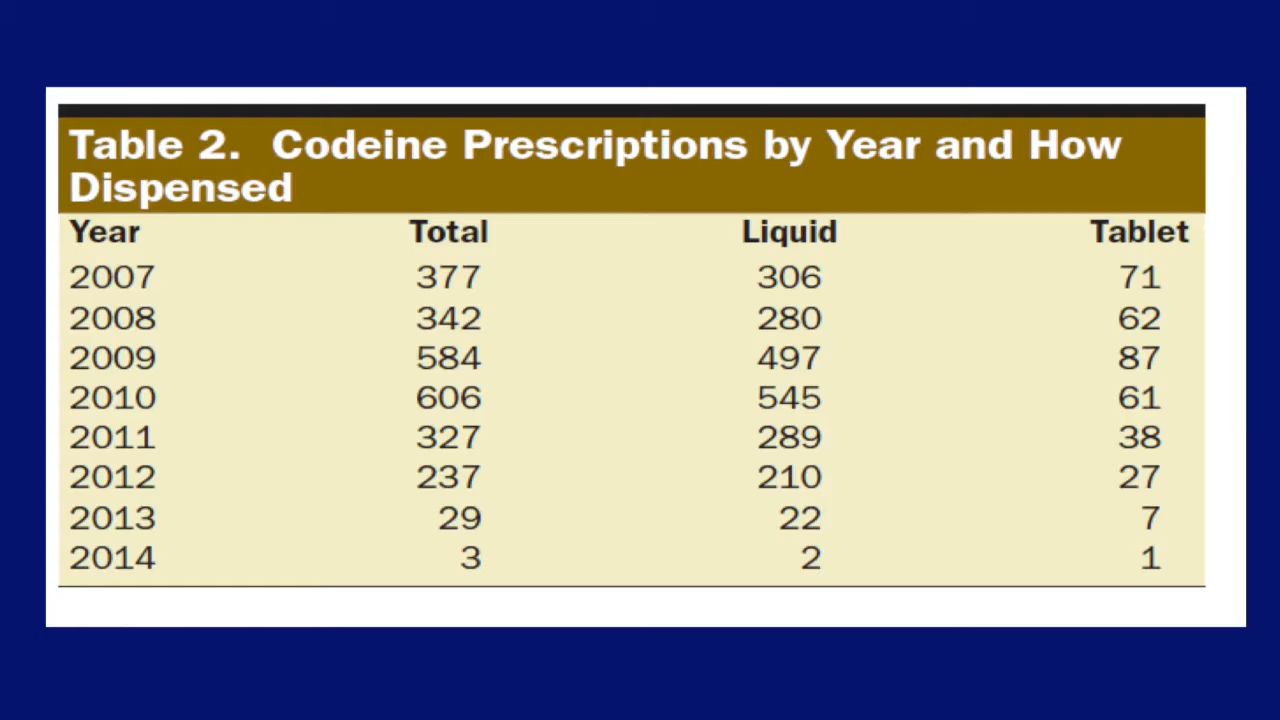 Table 2.  Codeine Prescriptions by Year and How
Dispensed
Year Total Liquid Tablet
2007 377 306 71
2008 342 280 62
2009 584 497 87
2010 606 545 61
2011 327 289 38
2012 237 210 27
2013 29 22 7
2014 3 2 1